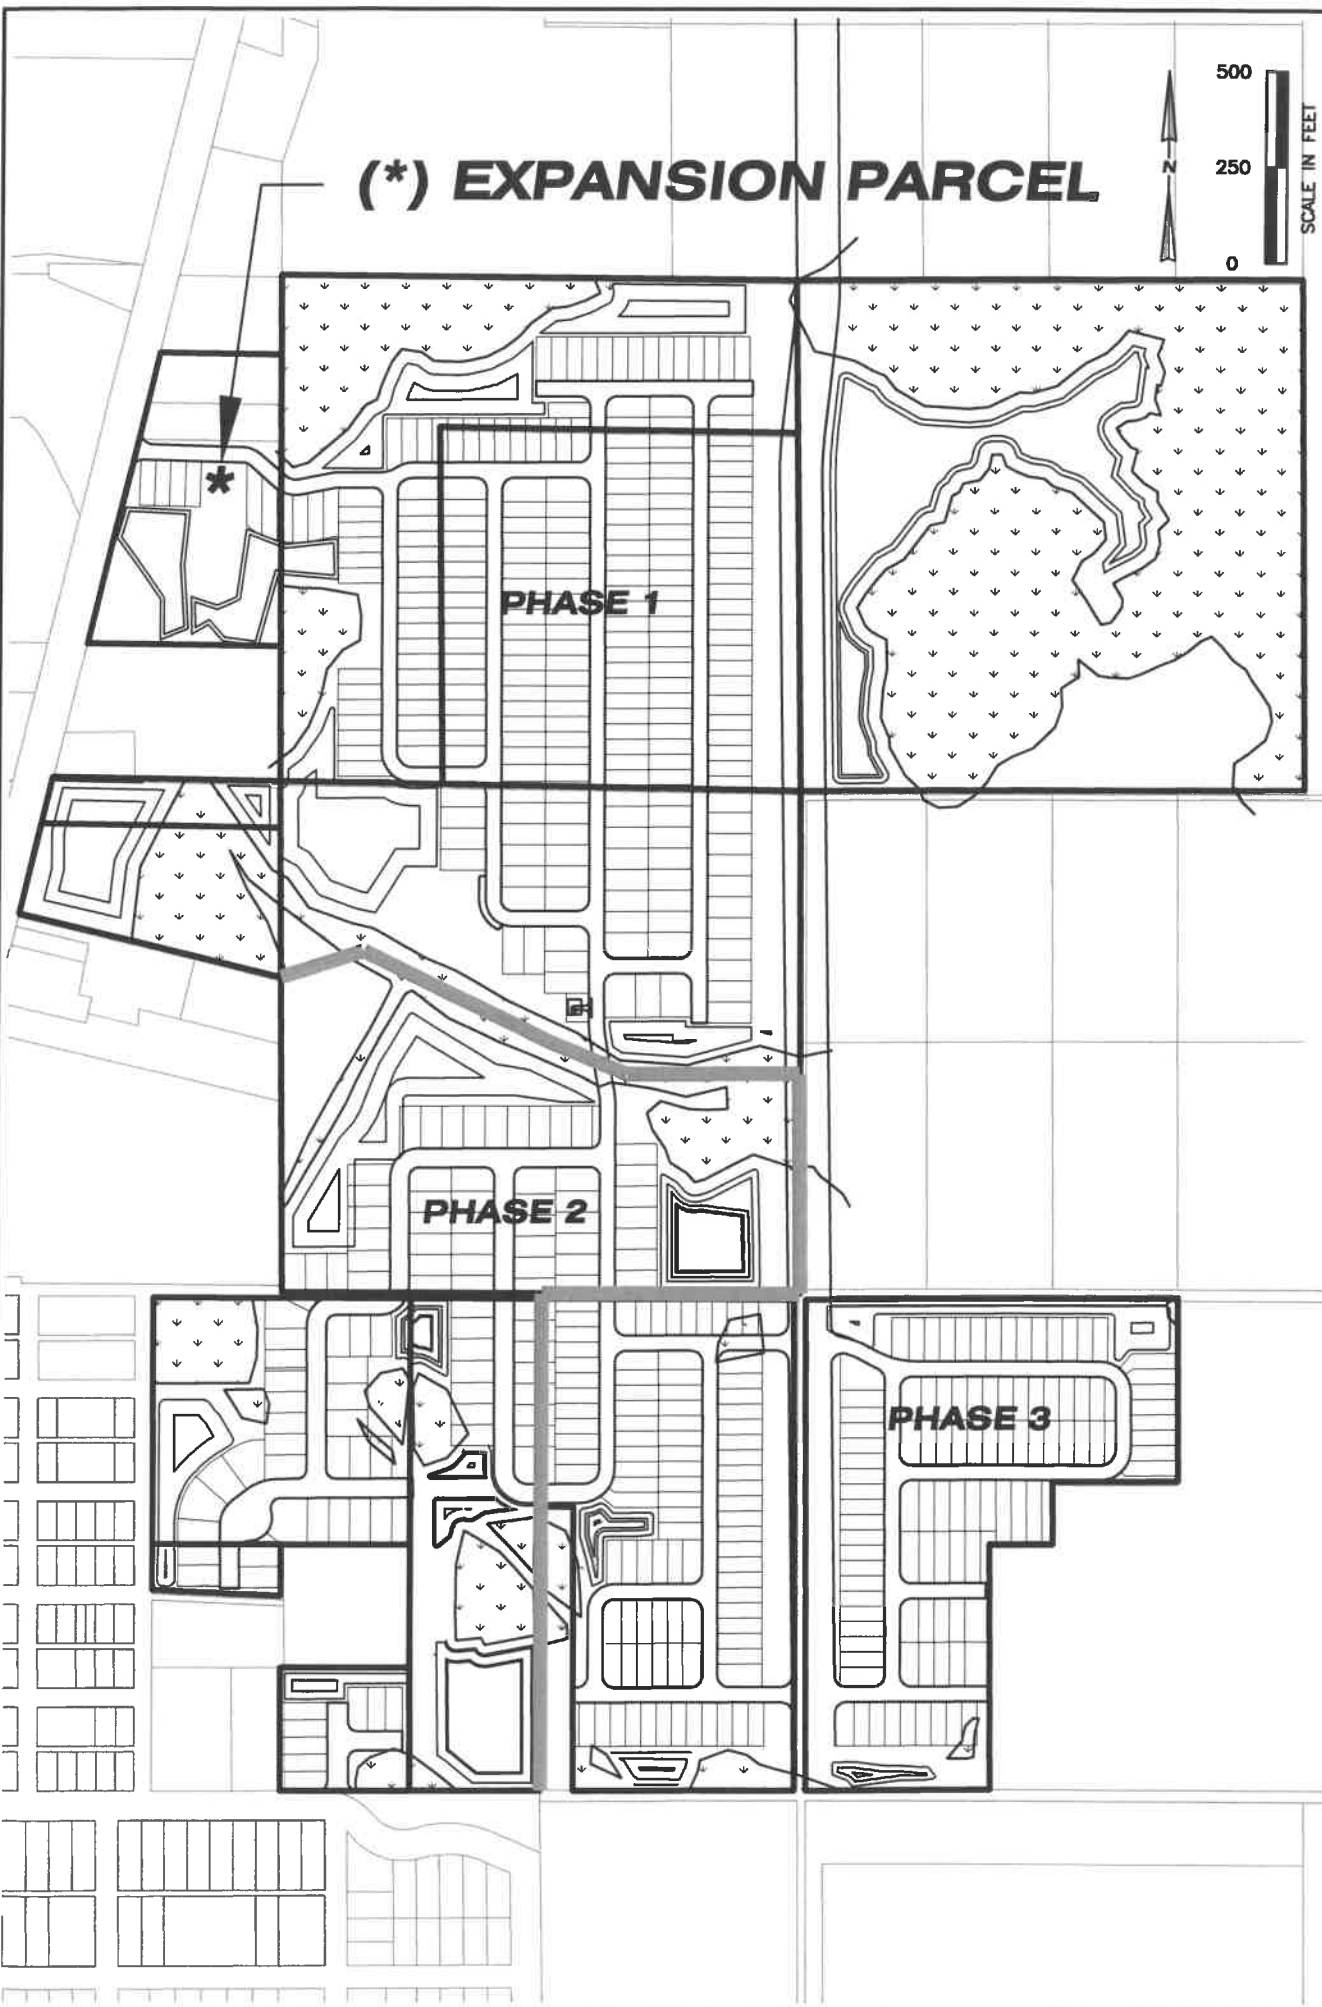 500
(*) EXPANSION PARCEL
N
250
SCALE IN FEET
0
*
PHASE 1
PHASE 2
PHASE 3